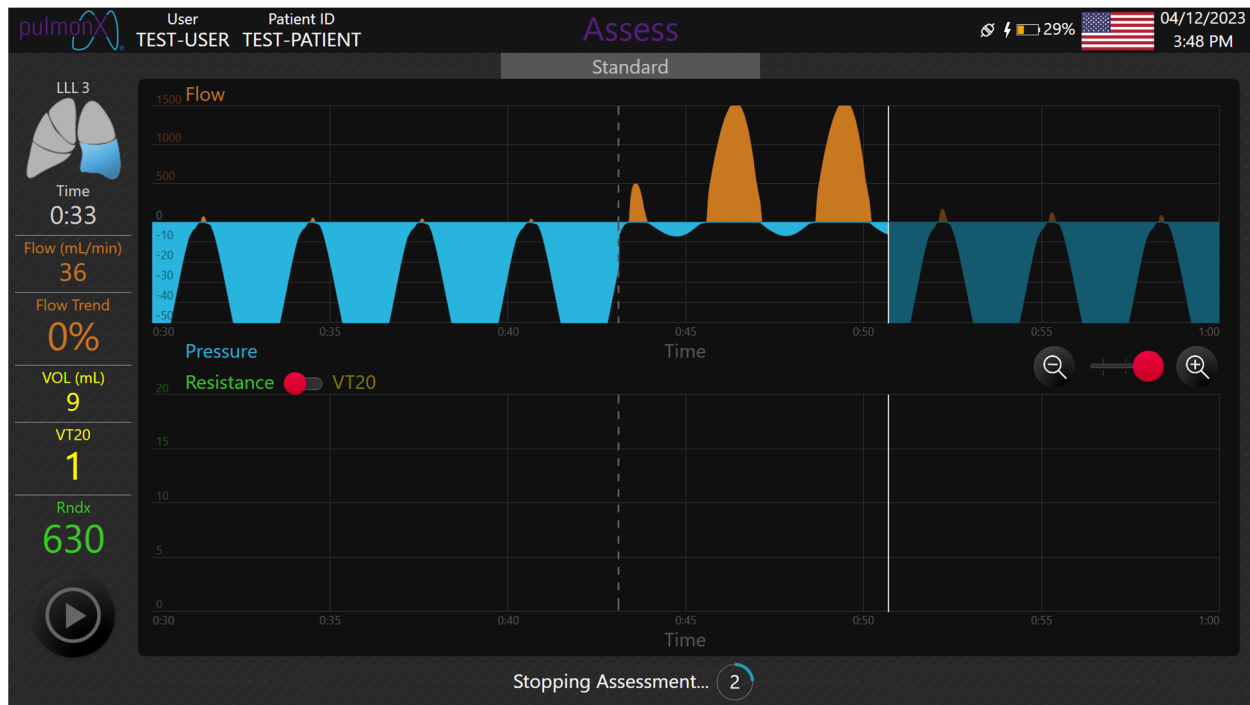 pulmonX
User
TEST-USER
Patient ID
TEST-PATIENT
Assess
29%
04/12/2023
3:48 PM
Standard
LLL 3
Time
0:33
Flow (mL/min)
36
Flow Trend
0%
VOL (mL)
9
VT20
1
Rndx
630
Flow
1500
1000
500
0
-10
-20
-30
-40
-50
0:30 0:35 0:40 0:45 0:50 0:55 1:00
Time
Pressure
Resistance VT20
20
15
10
5
0
0:30 0:35 0:40 0:45 0:50 0:55 1:00
Time
Stopping Assessment... 2